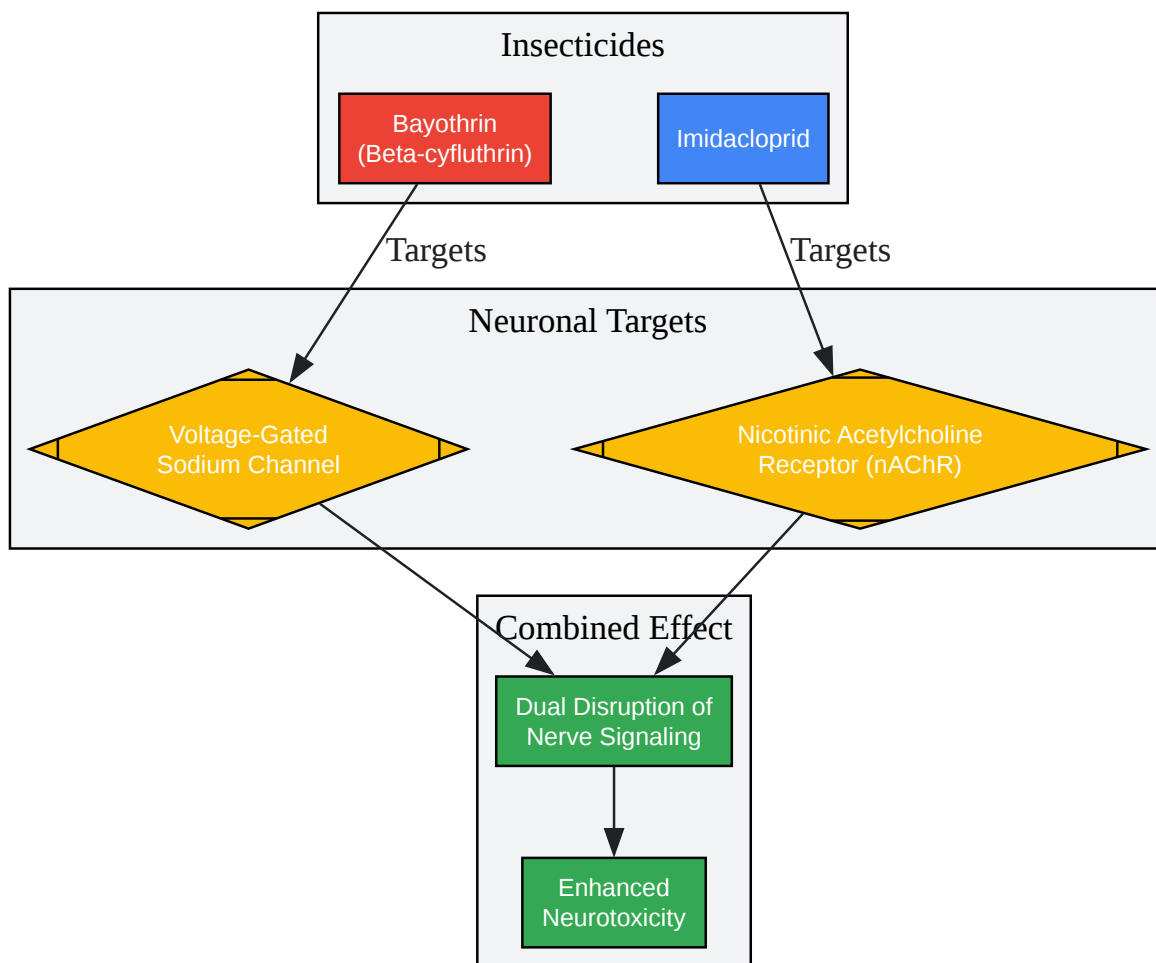 Insecticides
Bayothrin
(Beta-cyfluthrin)
Imidacloprid
Targets
Targets
Neuronal Targets
Voltage-Gated
Sodium Channel
Nicotinic Acetylcholine
Receptor (nAChR)
Combined Effect
Dual Disruption of
Nerve Signaling
Enhanced
Neurotoxicity